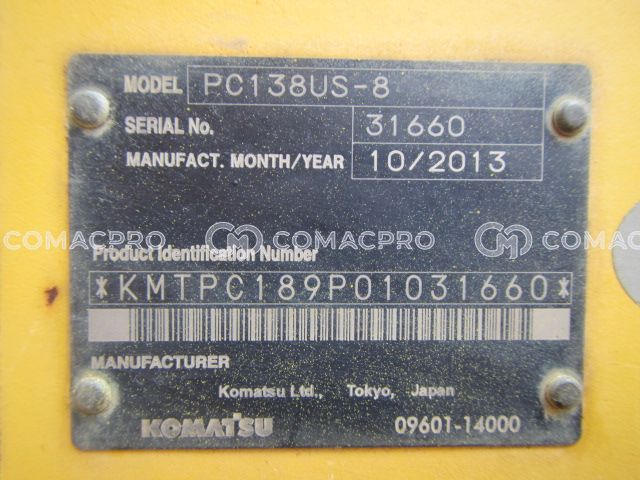 MODEL PC138US-8
SERIAL No. 31660
MANUFACT. MONTH/YEAR 10/2013
COMACPRO COMACPRO
Product Identification Number
*KMTPC189P01031660*
MANUFACTURER
Komatsu Ltd., Tokyo, Japan
KOMATSU 09601-14000